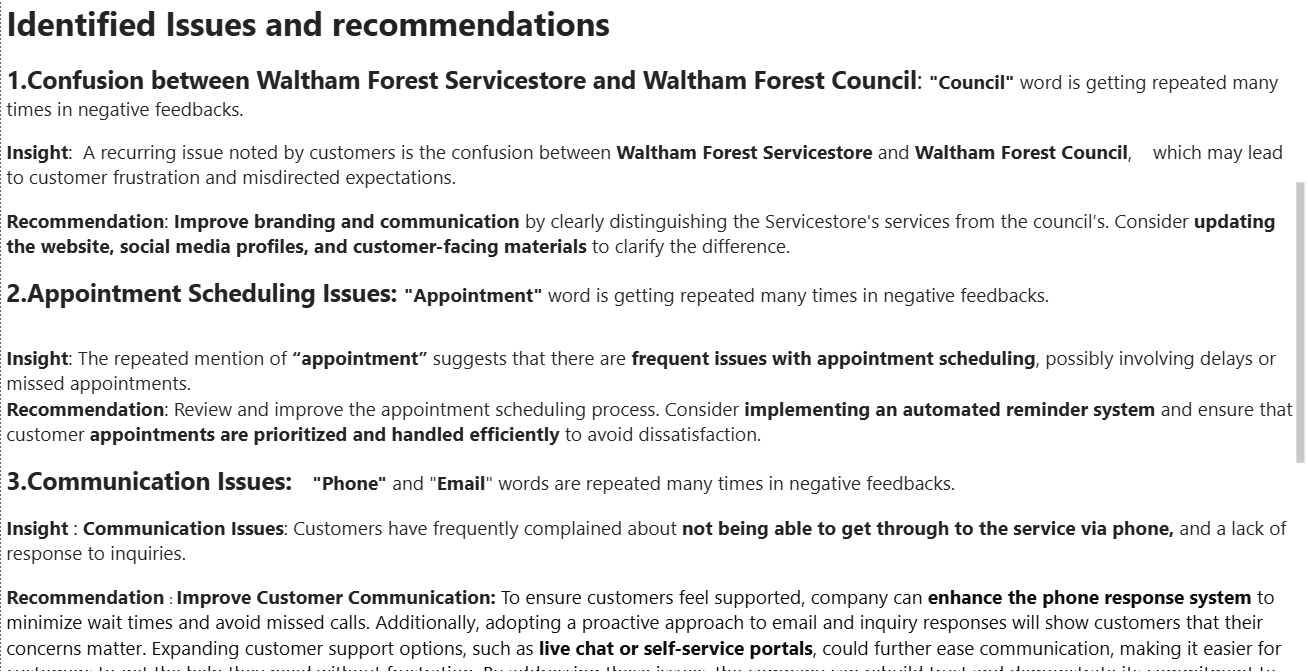 Identified Issues and recommendations
1.Confusion between Waltham Forest Servicestore and Waltham Forest Council: "Council" word is getting repeated many
times in negative feedbacks.
Insight:  A recurring issue noted by customers is the confusion between Waltham Forest Servicestore and Waltham Forest Council,    which may lead
to customer frustration and misdirected expectations.
Recommendation: Improve branding and communication by clearly distinguishing the Servicestore's services from the council’s. Consider updating
the website, social media profiles, and customer-facing materials to clarify the difference.
2.Appointment Scheduling Issues: "Appointment" word is getting repeated many times in negative feedbacks.
Insight: The repeated mention of “appointment” suggests that there are frequent issues with appointment scheduling, possibly involving delays or
missed appointments.
Recommendation: Review and improve the appointment scheduling process. Consider implementing an automated reminder system and ensure that
customer appointments are prioritized and handled efficiently to avoid dissatisfaction.
3.Communication Issues:   "Phone" and "Email" words are repeated many times in negative feedbacks.
Insight : Communication Issues: Customers have frequently complained about not being able to get through to the service via phone, and a lack of
response to inquiries.
Recommendation : Improve Customer Communication: To ensure customers feel supported, company can enhance the phone response system to
minimize wait times and avoid missed calls. Additionally, adopting a proactive approach to email and inquiry responses will show customers that their
concerns matter. Expanding customer support options, such as live chat or self-service portals, could further ease communication, making it easier for